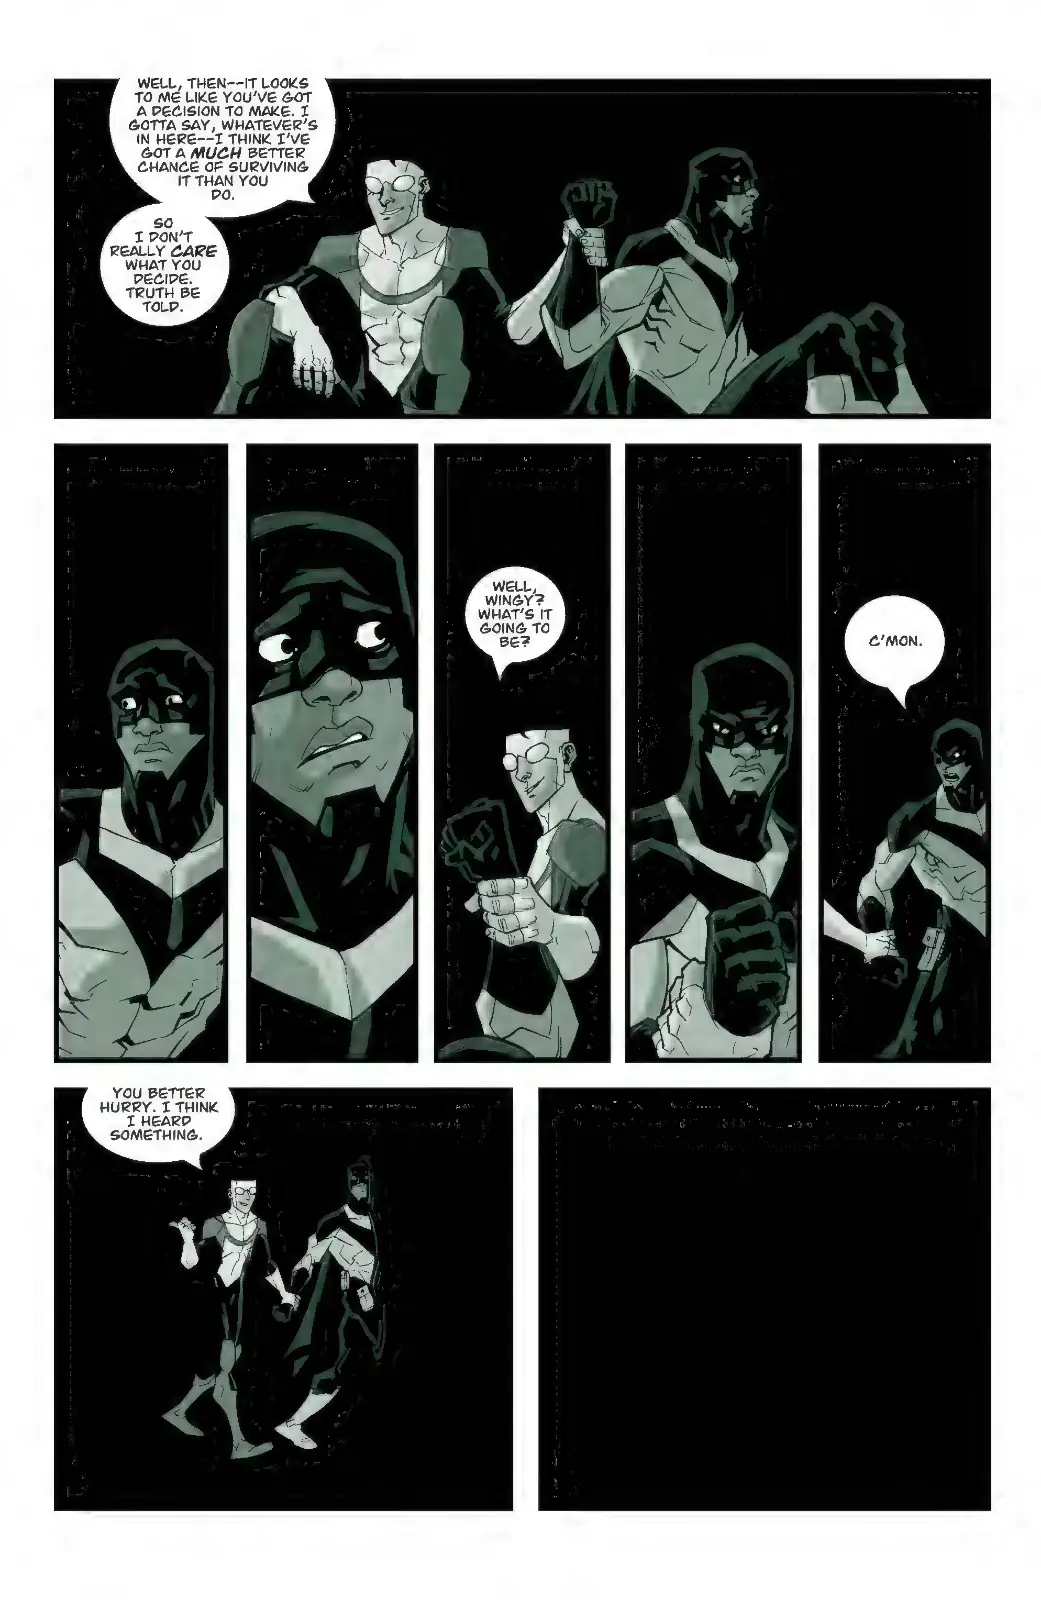 WELL, THEN--IT LOOKS
TO ME LIKE YOU'VE GOT
A DECISION TO MAKE. I
GOTTA SAY, WHATEVER'S
IN HERE--I THINK I'VE
GOT A MUCH BETTER
CHANCE OF SURVIVING
IT THAN YOU
DO.
SO
I DON'T
REALLY CARE
WHAT YOU
DECIDE.
TRUTH BE
TOLD.
WELL,
WINGY?
WHAT'S IT
GOING TO
BE?
C'MON.
YOU BETTER
HURRY. I THINK
I HEARD
SOMETHING.